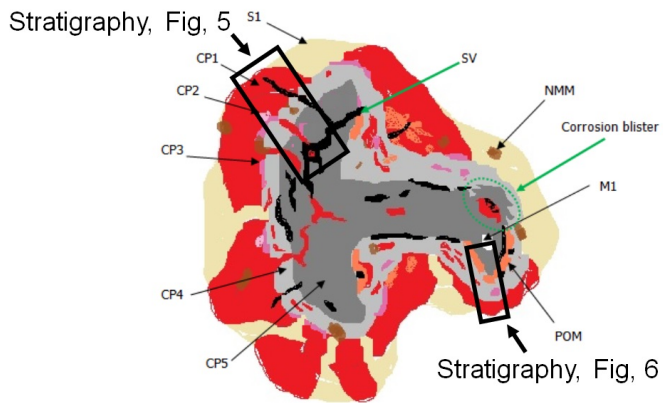 Stratigraphy, Fig, 5
S1
CP1
SV
CP2
NMM
Corrosion blister
CP3
M1
CP4
POM
CP5
Stratigraphy, Fig, 6